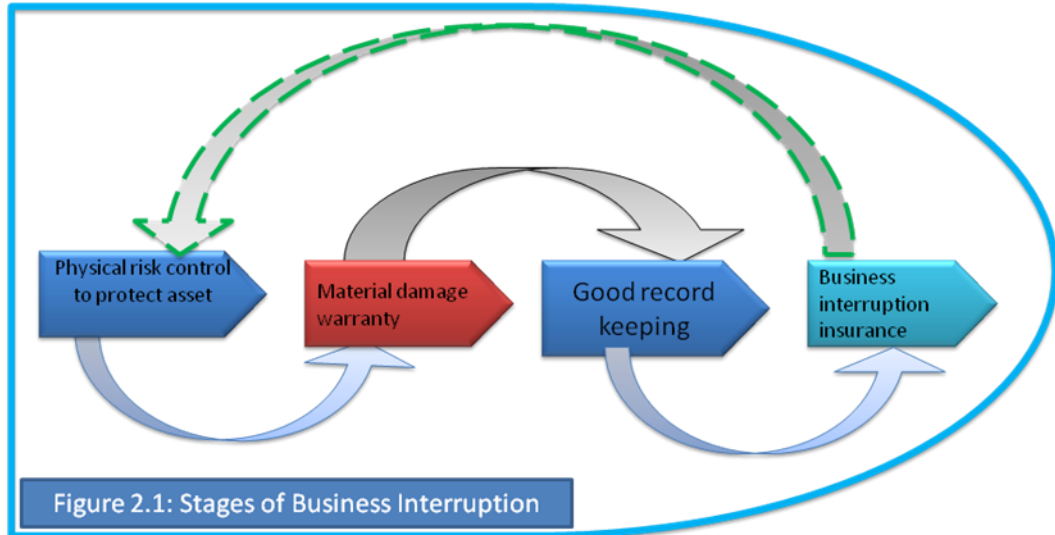 Physical risk control
to protect asset
Material damage
warranty
Good record
keeping
Business
interruption
insurance
Figure 2.1: Stages of Business Interruption